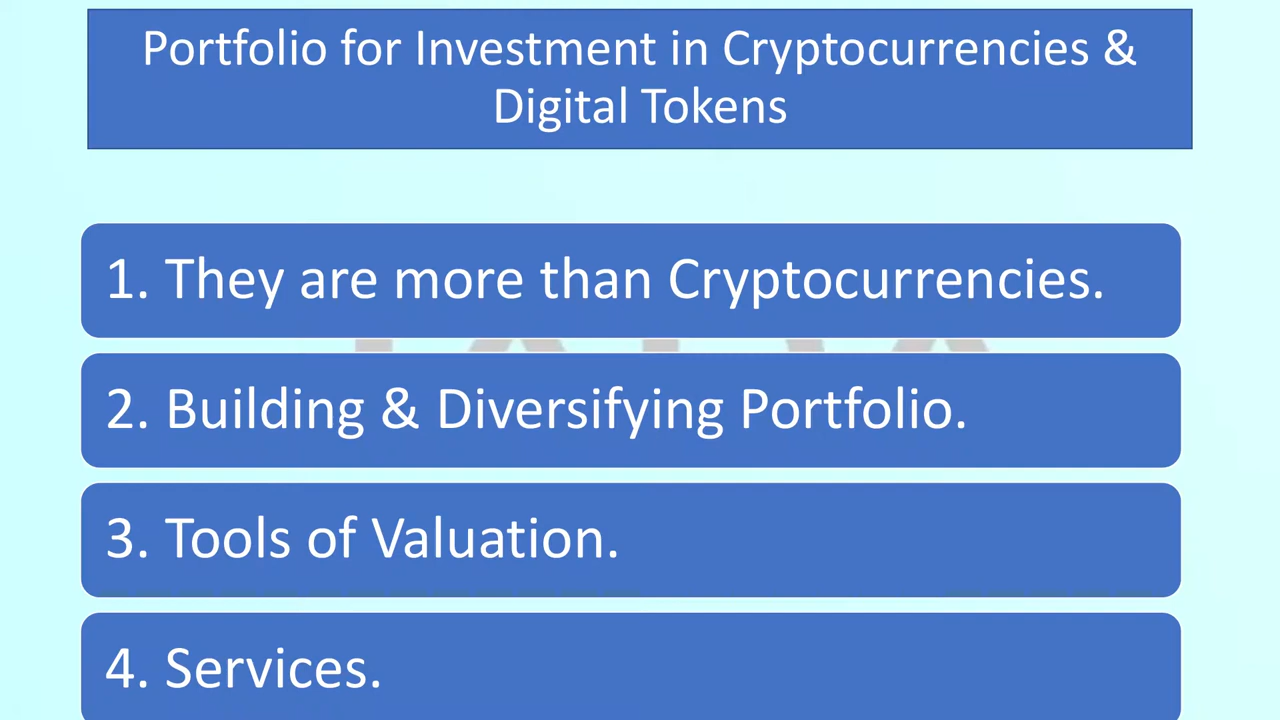 Portfolio for Investment in Cryptocurrencies &
Digital Tokens
1. They are more than Cryptocurrencies.
2. Building & Diversifying Portfolio.
3. Tools of Valuation.
4. Services.